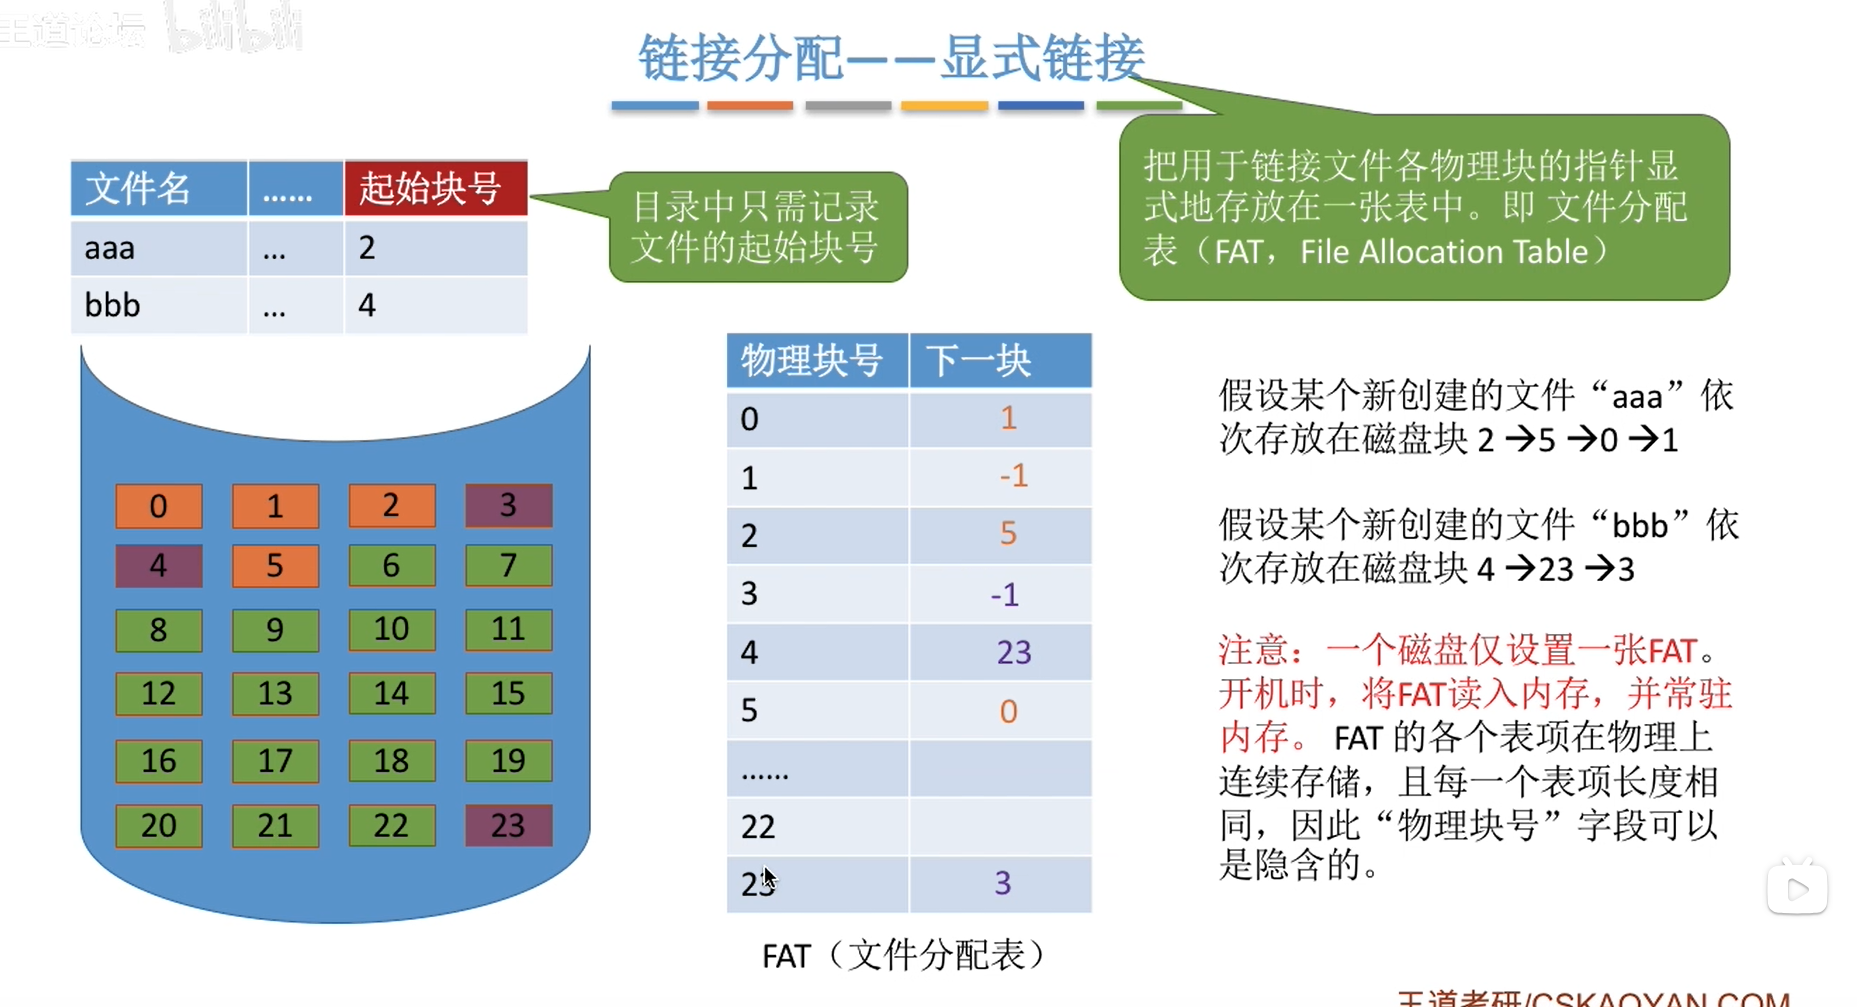 王道论坛 bilibili
链接分配——显式链接
把用于链接文件各物理块的指针显
式地存放在一张表中。即 文件分配
表（FAT，File Allocation Table）
文件名 …… 起始块号
aaa ... 2
bbb ... 4
目录中只需记录
文件的起始块号
0 1 2 3
4 5 6 7
8 9 10 11
12 13 14 15
16 17 18 19
20 21 22 23
物理块号 下一块
0 1
1 -1
2 5
3 -1
4 23
5 0
……
22
23 3
FAT（文件分配表）
假设某个新创建的文件“aaa”依
次存放在磁盘块 2 →5 →0 →1
假设某个新创建的文件“bbb”依
次存放在磁盘块 4 →23 →3
注意：一个磁盘仅设置一张FAT。
开机时，将FAT读入内存，并常驻
内存。 FAT 的各个表项在物理上
连续存储，且每一个表项长度相
同，因此“物理块号”字段可以
是隐含的。
王道考研/CSKAOYAN.COM